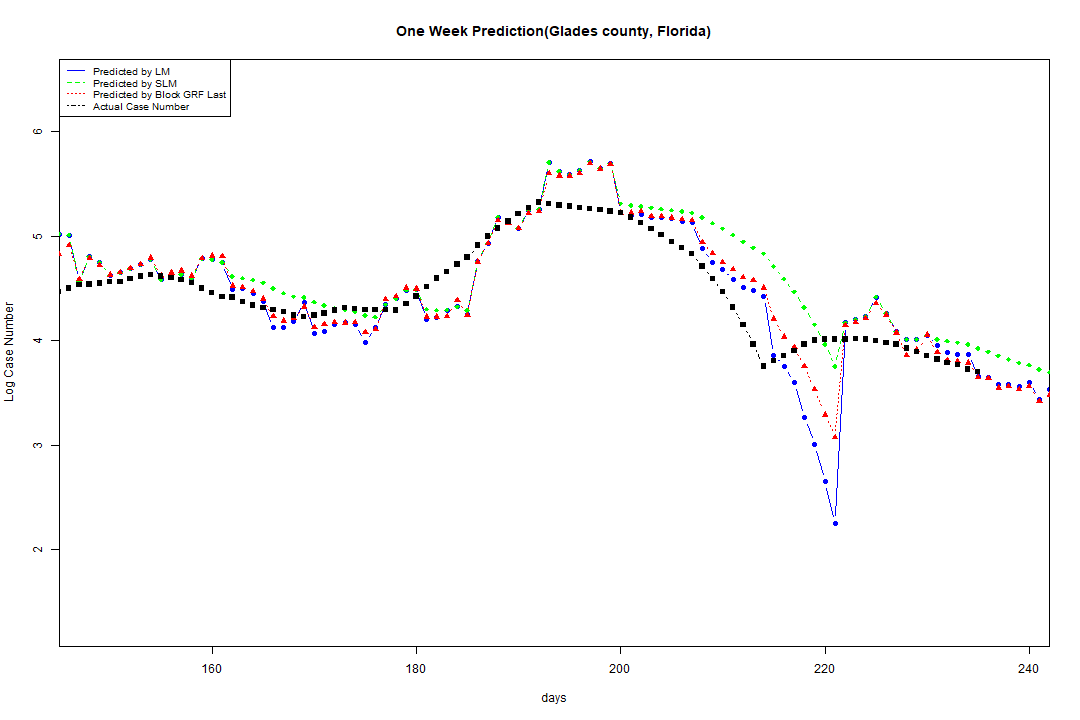 One Week Prediction(Glades county, Florida)
Predicted by LM
Predicted by SLM
Predicted by Block GRF Last
Actual Case Number
6
5
4
3
2
Log Case Number
160 180 200 220 240
days